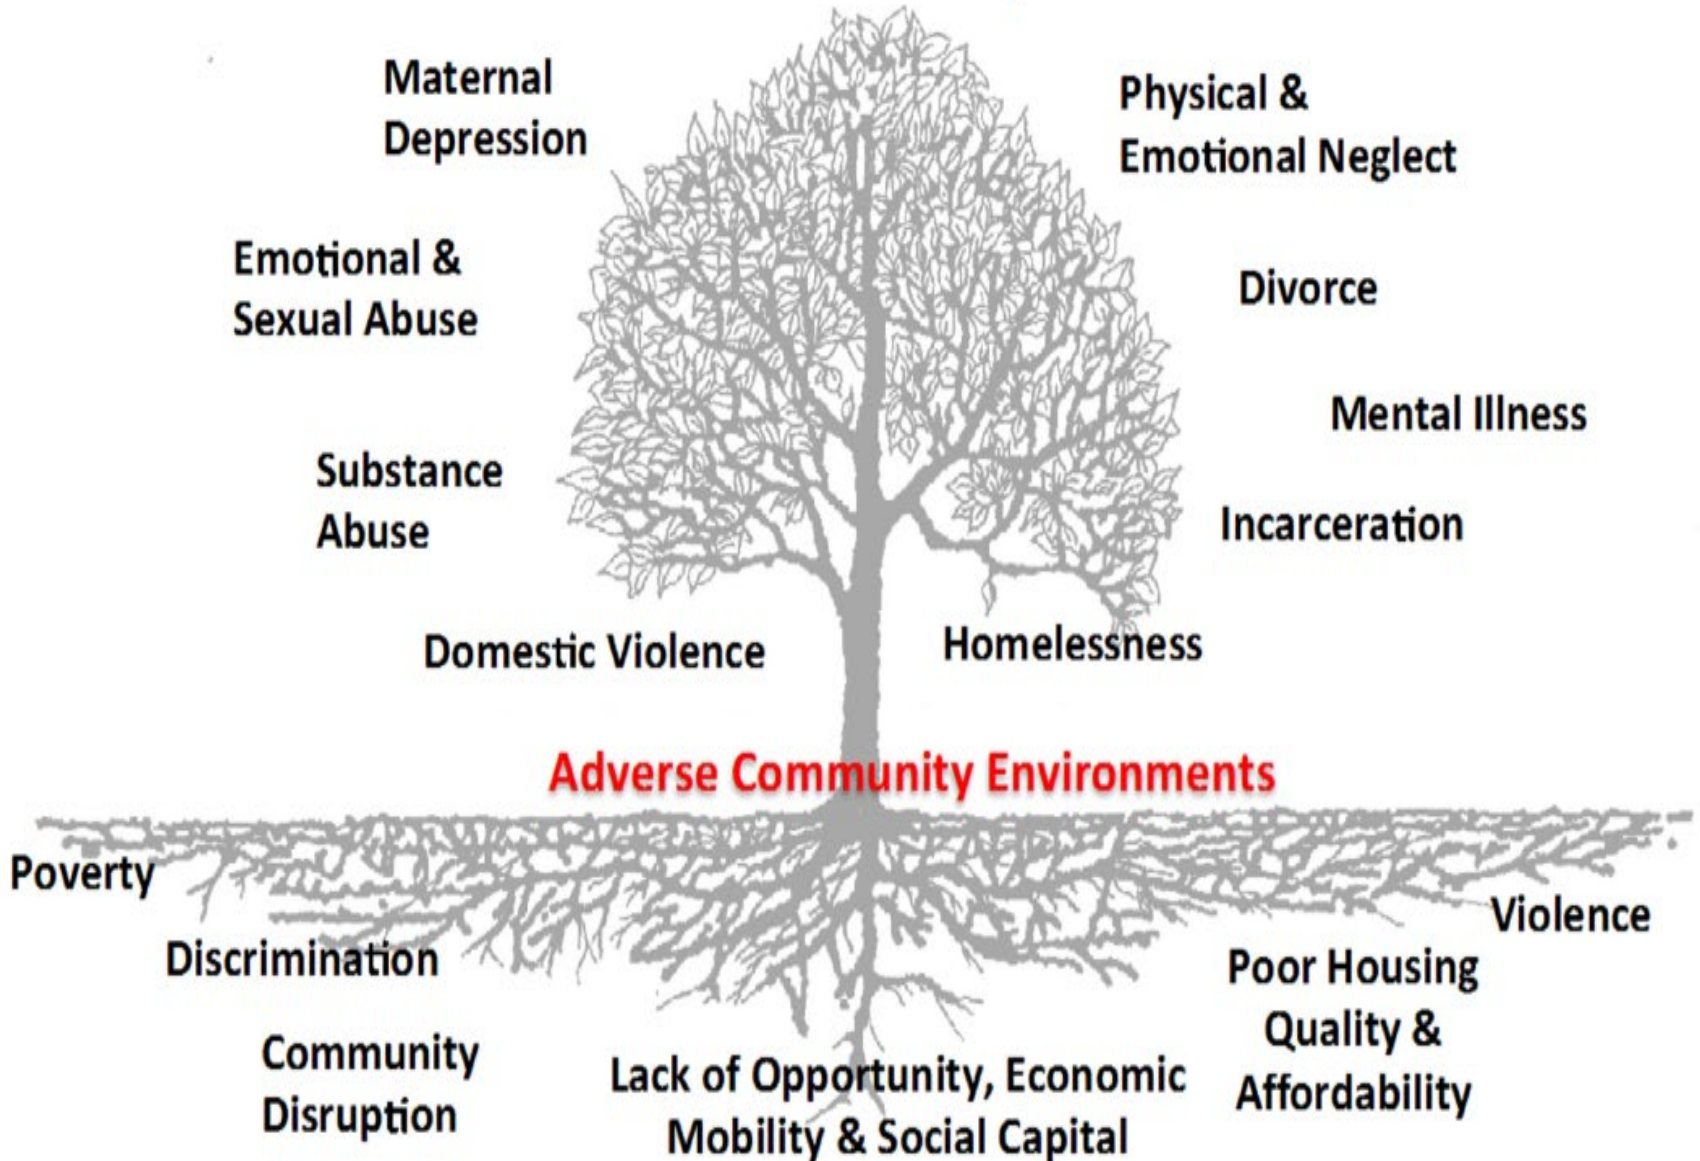 Maternal
Depression
Physical &
Emotional Neglect
Emotional &
Sexual Abuse
Divorce
Mental Illness
Substance
Abuse
Incarceration
Domestic Violence
Homelessness
Adverse Community Environments
Poverty
Violence
Discrimination
Poor Housing
Quality &
Affordability
Community
Disruption
Lack of Opportunity, Economic
Mobility & Social Capital